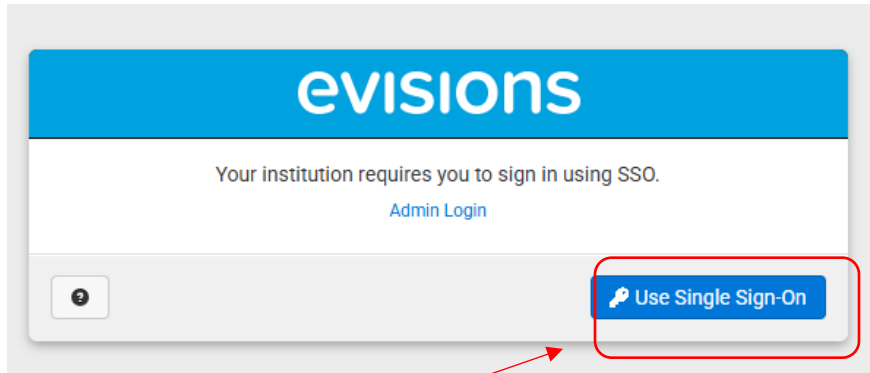 evisions
Your institution requires you to sign in using SSO.
Admin Login
?
Use Single Sign-On